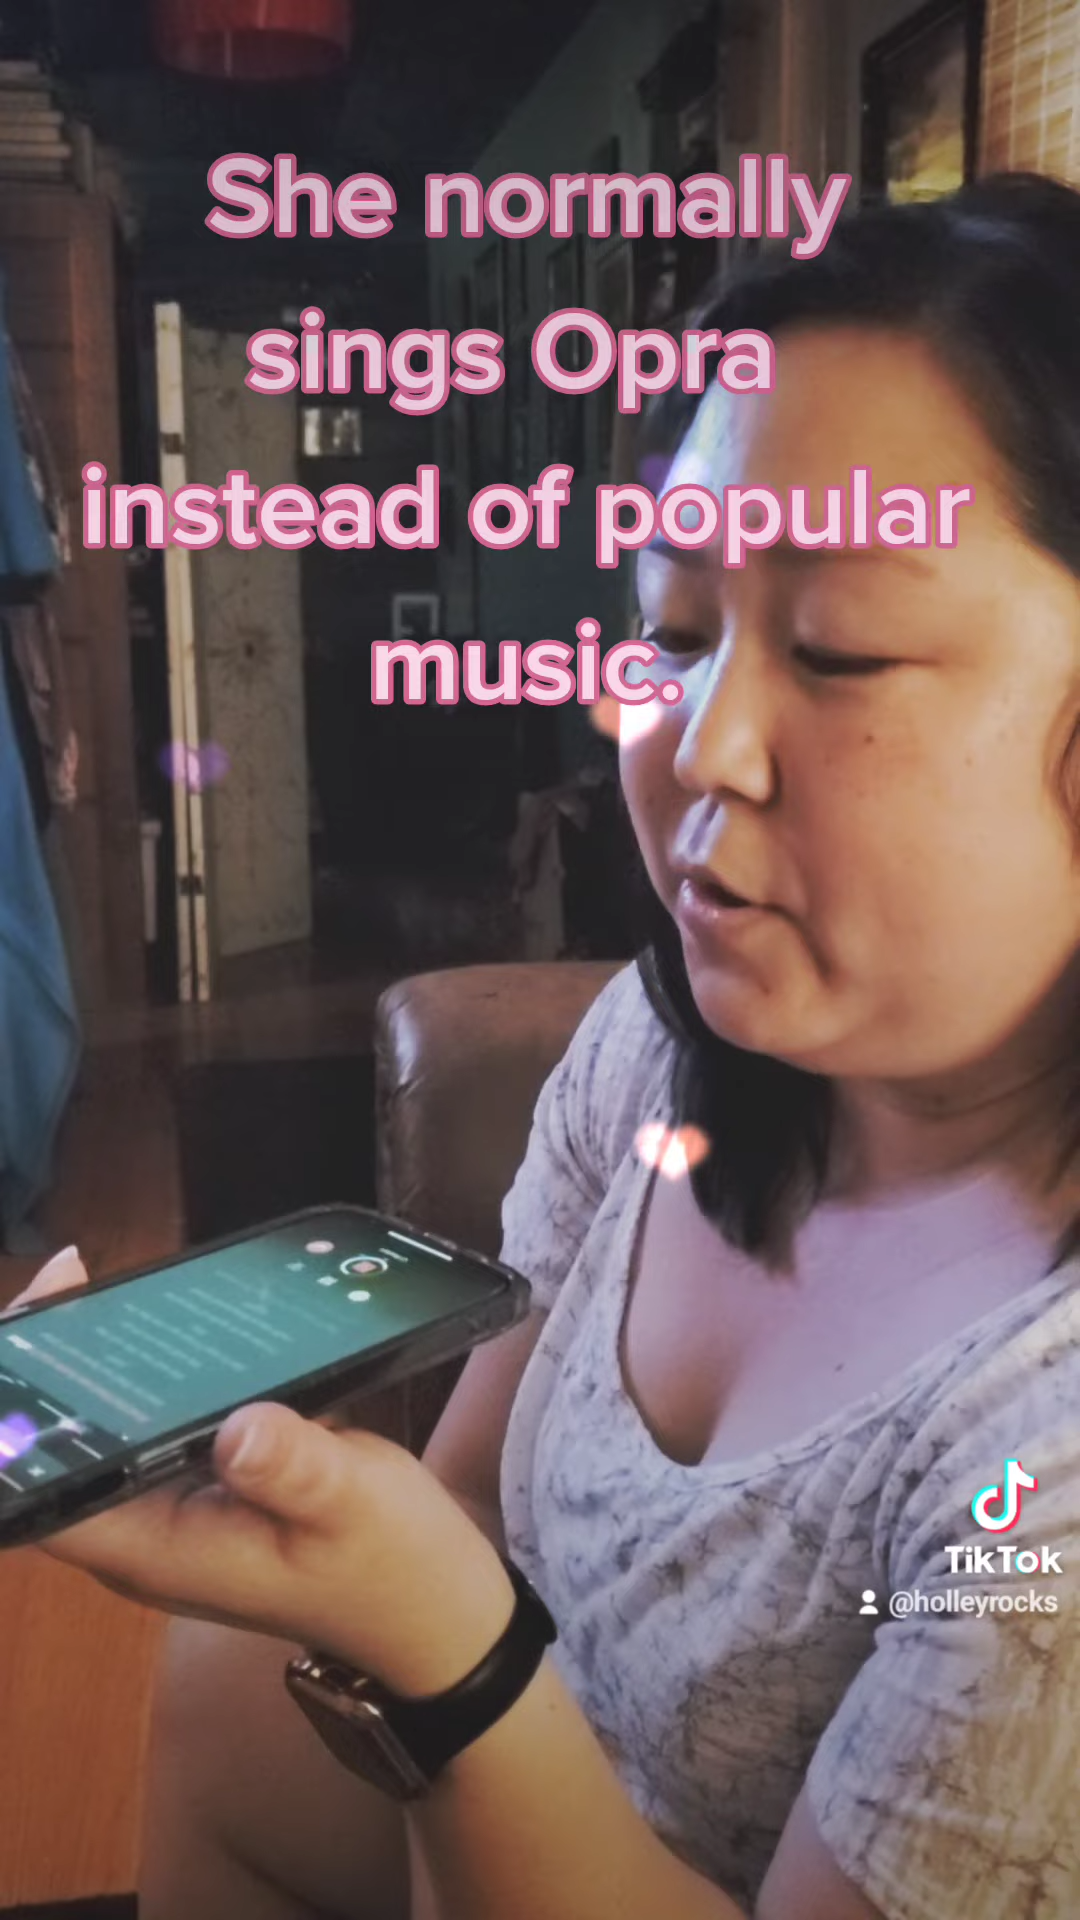 She normally
sings Opra
instead of popular
music.
TikTok
@holleyrocks